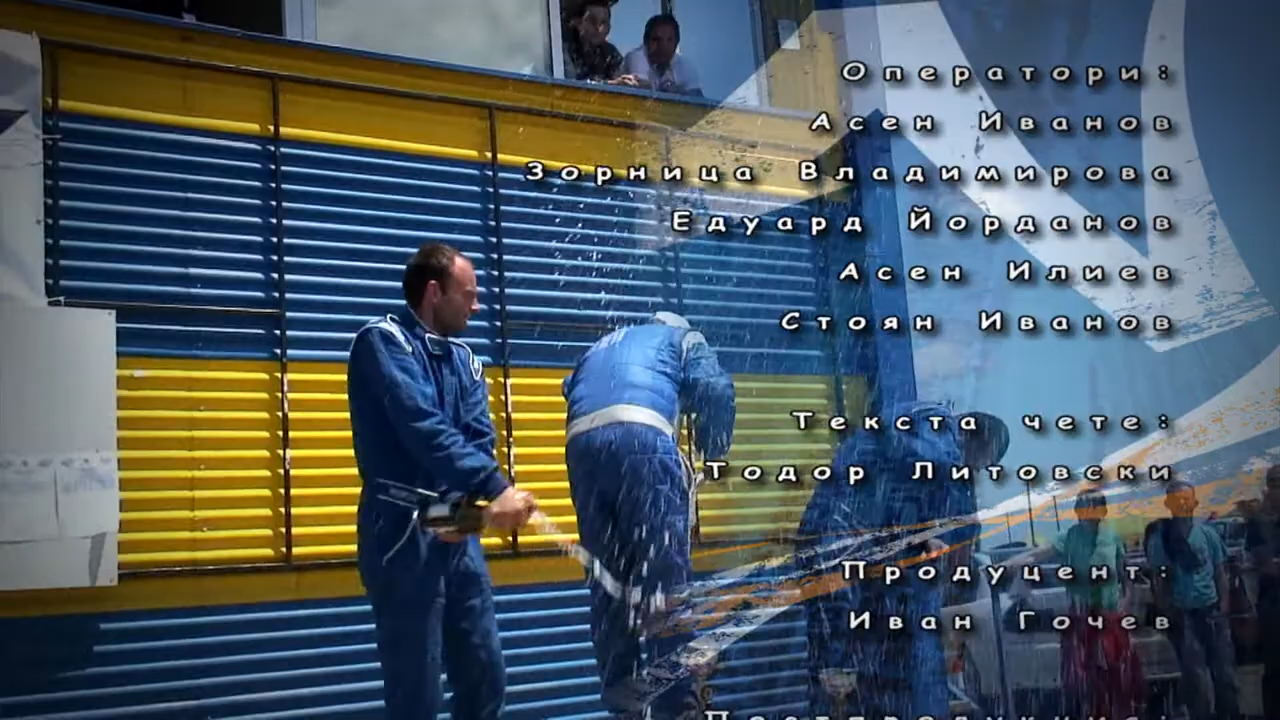 Оператори:
Асен Иванов
Зорница Владимирова
Едуард Йорданов
Асен Илиев
Стоян Иванов
Текста чете:
Тодор Литовски
Продуцент:
Иван Гочев